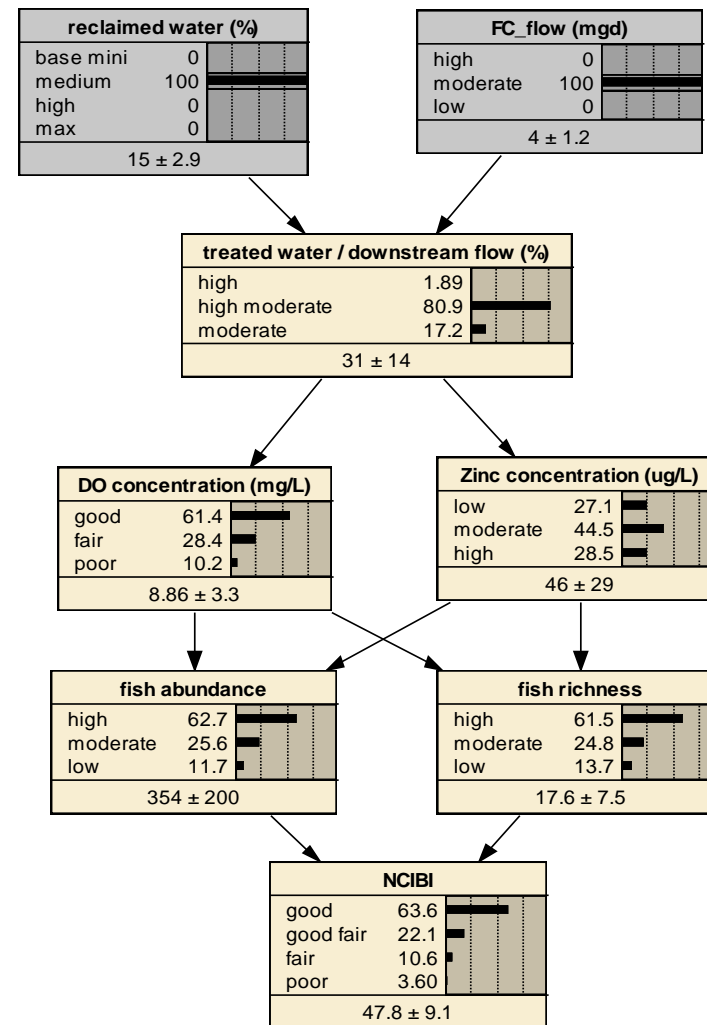 reclaimed water (%)
base mini 0
medium 100
high 0
max 0
15 ± 2.9
FC_flow (mgd)
high 0
moderate 100
low 0
4 ± 1.2
treated water / downstream flow (%)
high 1.89
high moderate 80.9
moderate 17.2
31 ± 14
DO concentration (mg/L)
good 61.4
fair 28.4
poor 10.2
8.86 ± 3.3
Zinc concentration (ug/L)
low 27.1
moderate 44.5
high 28.5
46 ± 29
fish abundance
high 62.7
moderate 25.6
low 11.7
354 ± 200
fish richness
high 61.5
moderate 24.8
low 13.7
17.6 ± 7.5
NCIBI
good 63.6
good fair 22.1
fair 10.6
poor 3.60
47.8 ± 9.1